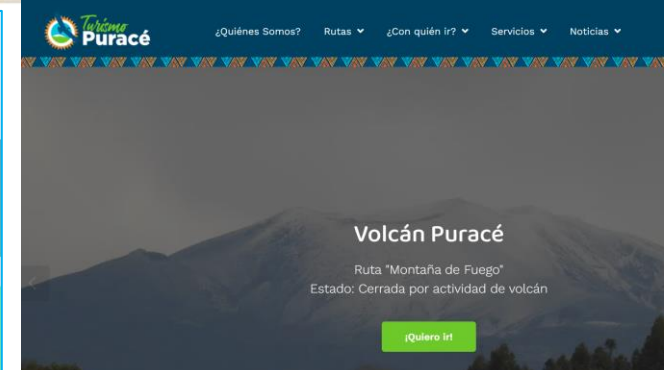 Turismo
Puracé
¿Quiénes Somos? Rutas ¿Con quién ir? Servicios Noticias
Volcán Puracé
Ruta "Montaña de Fuego"
Estado: Cerrada por actividad de volcán
¡Quiero ir!